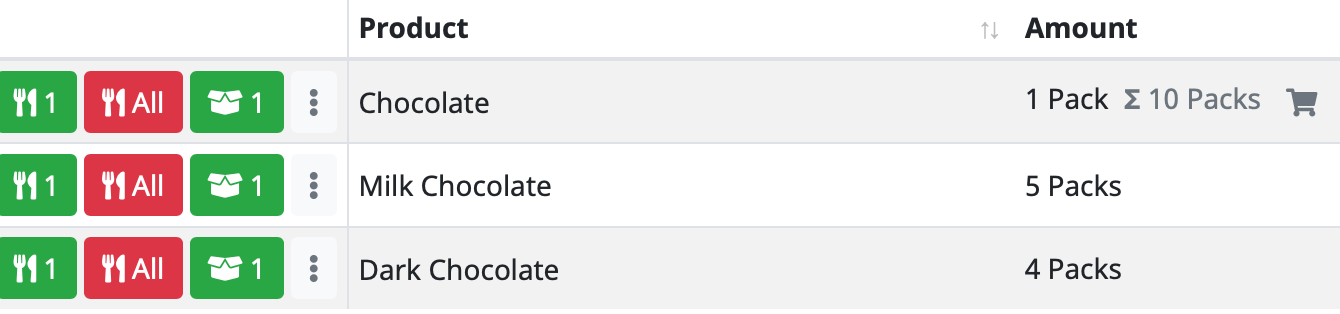 Product Amount
1 All 1 Chocolate 1 Pack Σ 10 Packs
1 All 1 Milk Chocolate 5 Packs
1 All 1 Dark Chocolate 4 Packs